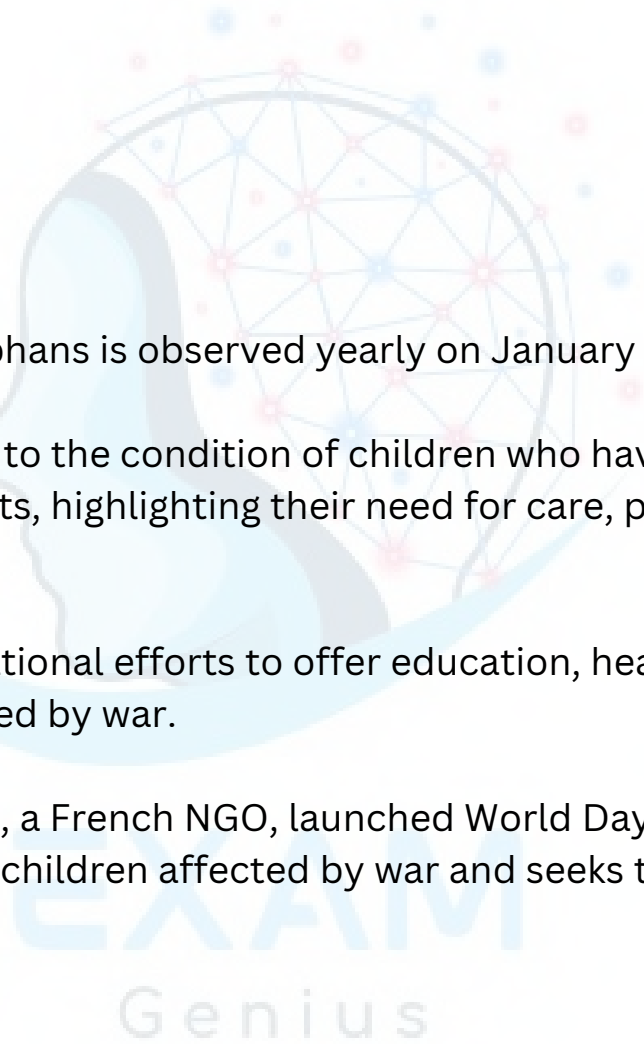 phans is observed yearly on January
to the condition of children who hav
ts, highlighting their need for care, p
ational efforts to offer education, hea
ed by war.
, a French NGO, launched World Day
children affected by war and seeks t
EXAM
Genius